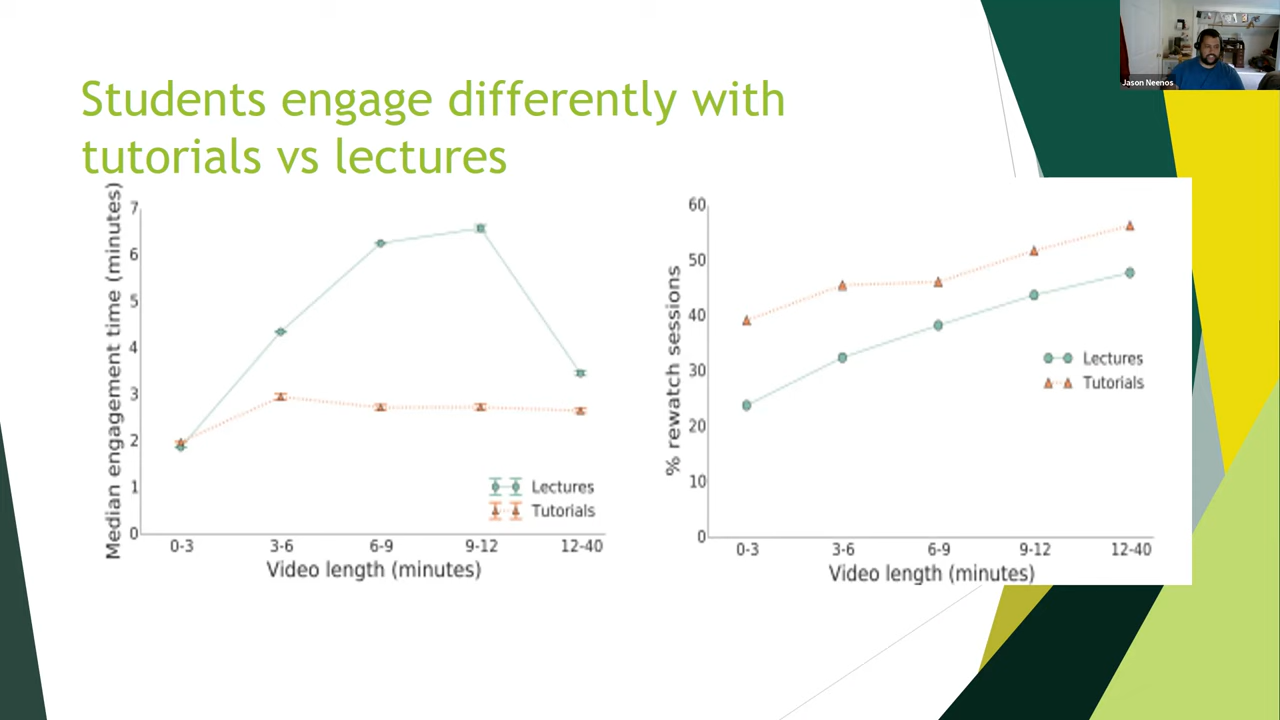 Jason Neenos
Students engage differently with
tutorials vs lectures
Median engagement time (minutes)
7
6
5
4
3
2
1
0
0-3 3-6 6-9 9-12 12-40
Video length (minutes)
Lectures
Tutorials
% rewatch sessions
60
50
40
30
20
10
0
0-3 3-6 6-9 9-12 12-40
Video length (minutes)
Lectures
Tutorials